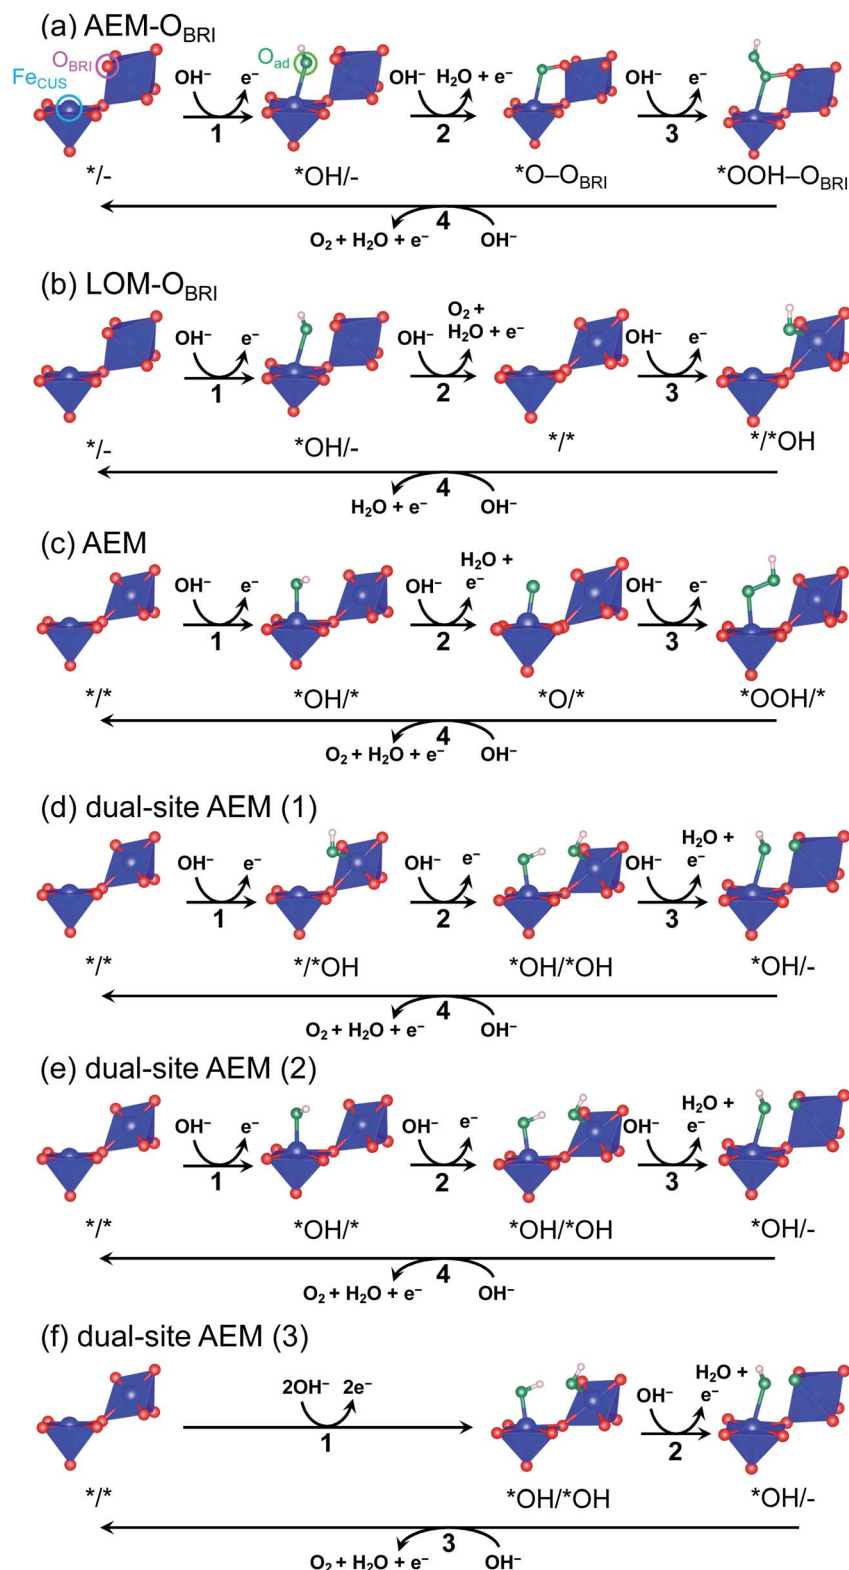 (a) AEM-O_BRI
O_BRI
Fe_CUS
O_ad
OH⁻ e⁻
OH⁻ H₂O + e⁻
OH⁻ e⁻
1 2 3
*/- *OH/- *O–O_BRI *OOH–O_BRI
4
O₂ + H₂O + e⁻ OH⁻
(b) LOM-O_BRI
O₂ +
OH⁻ e⁻ OH⁻ H₂O + e⁻ OH⁻ e⁻
1 2 3
*/- *OH/- */* */*OH
4
H₂O + e⁻ OH⁻
(c) AEM
H₂O +
OH⁻ e⁻ OH⁻ e⁻ OH⁻ e⁻
1 2 3
*/* *OH/* *O/* *OOH/*
4
O₂ + H₂O + e⁻ OH⁻
(d) dual-site AEM (1)
H₂O +
OH⁻ e⁻ OH⁻ e⁻ OH⁻ e⁻
1 2 3
*/* */*OH *OH/*OH *OH/-
4
O₂ + H₂O + e⁻ OH⁻
(e) dual-site AEM (2)
H₂O +
OH⁻ e⁻ OH⁻ e⁻ OH⁻ e⁻
1 2 3
*/* *OH/* *OH/*OH *OH/-
4
O₂ + H₂O + e⁻ OH⁻
(f) dual-site AEM (3)
H₂O +
2OH⁻ 2e⁻ OH⁻ e⁻
1 2
*/* *OH/*OH *OH/-
3
O₂ + H₂O + e⁻ OH⁻